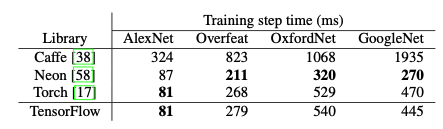 Training step time (ms)
Library AlexNet Overfeat OxfordNet GoogleNet
Caffe [38] 324 823 1068 1935
Neon [58] 87 211 320 270
Torch [17] 81 268 529 470
TensorFlow 81 279 540 445